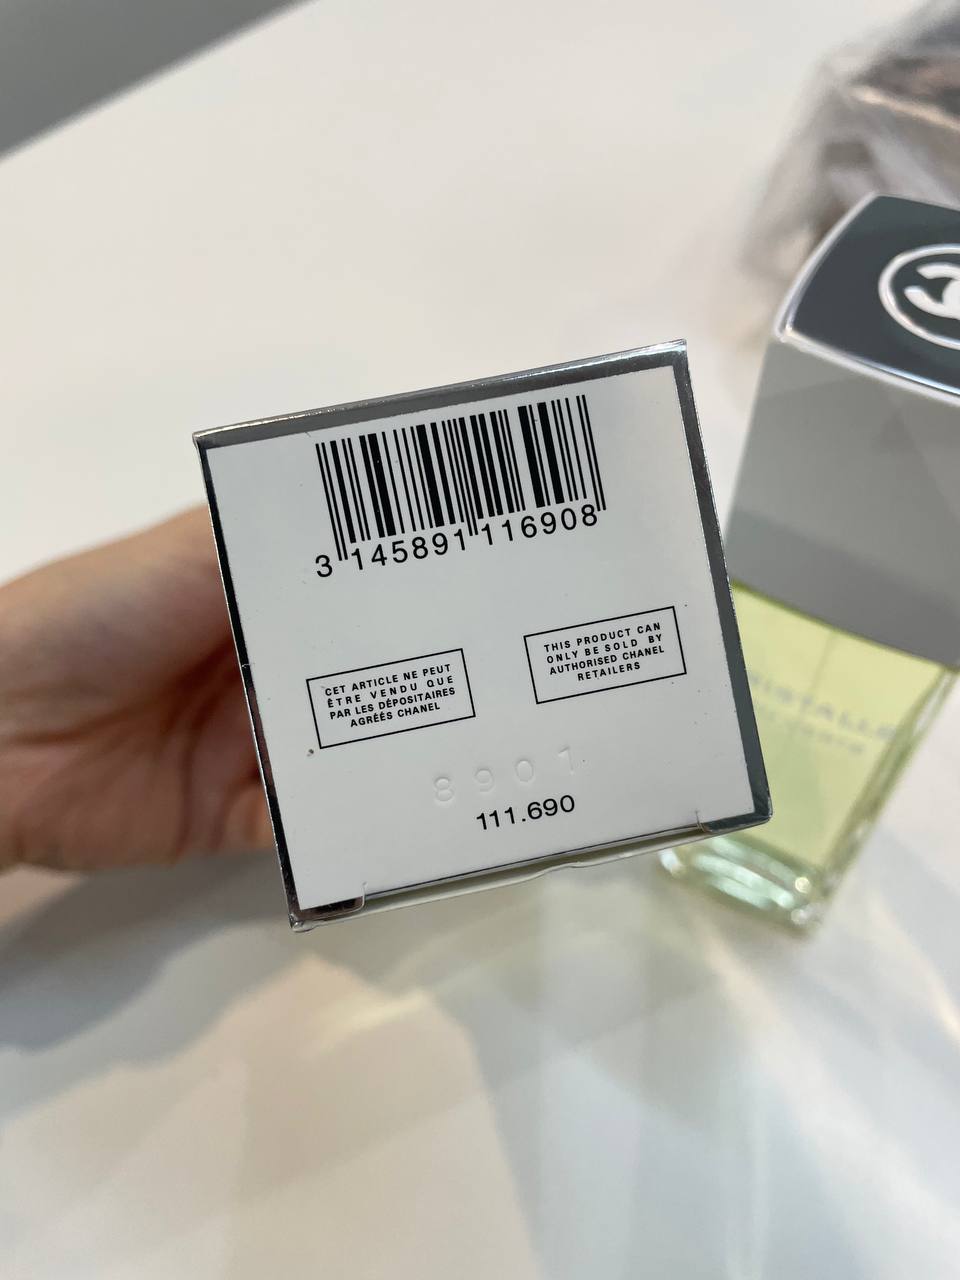 3 145891 116908
CET ARTICLE NE PEUT
ÊTRE VENDU QUE
PAR LES DÉPOSITAIRES
AGRÉÉS CHANEL
THIS PRODUCT CAN
ONLY BE SOLD BY
AUTHORISED CHANEL
RETAILERS
8901
111.690